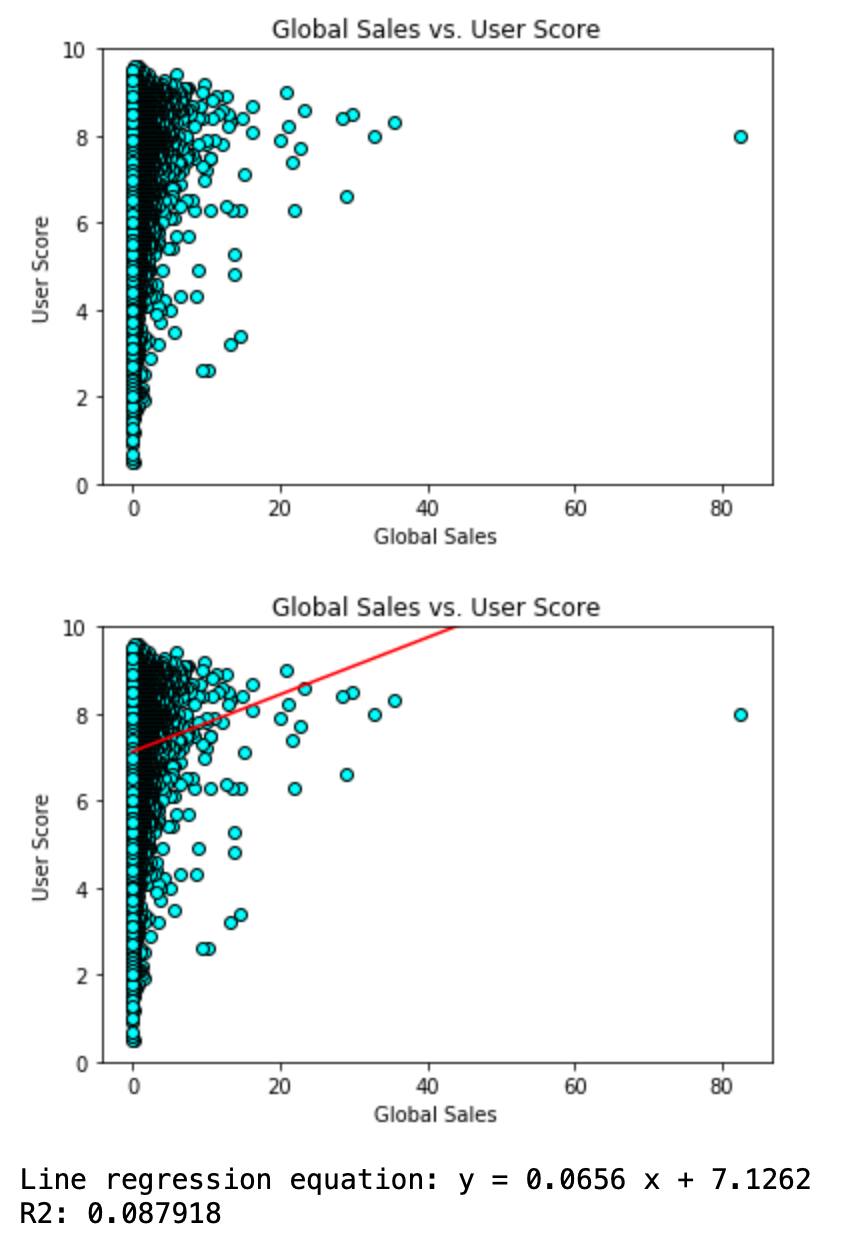 Global Sales vs. User Score
10
8
6
4
2
0
User Score
0 20 40 60 80
Global Sales
Global Sales vs. User Score
10
8
6
4
2
0
User Score
0 20 40 60 80
Global Sales
Line regression equation: y = 0.0656 x + 7.1262
R2: 0.087918